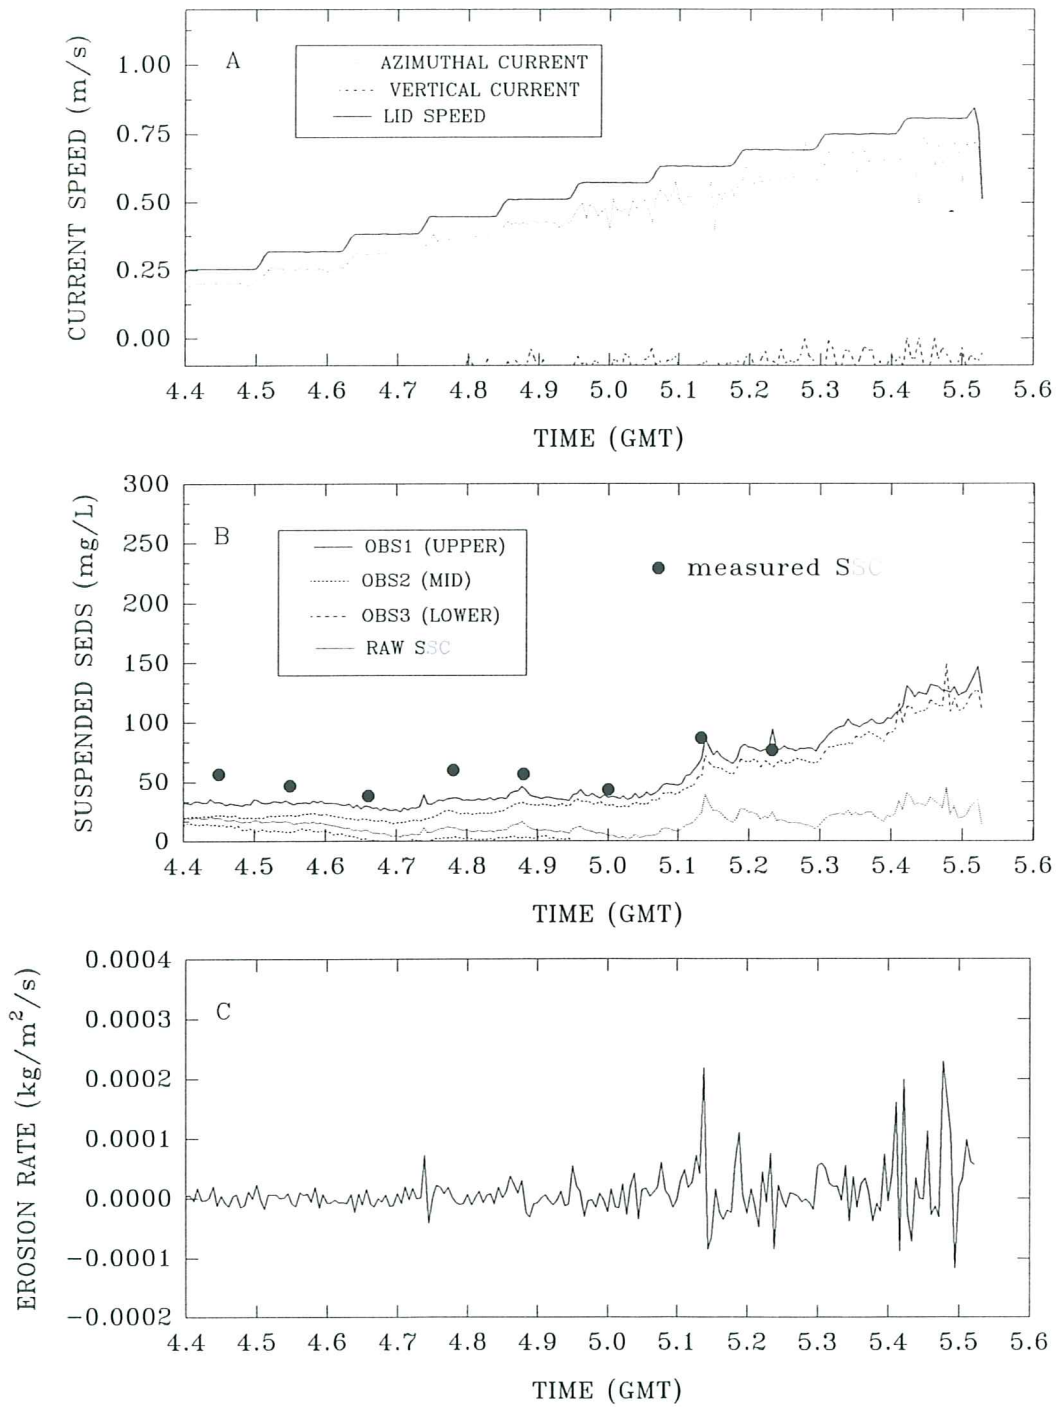 A
AZIMUTHAL CURRENT
VERTICAL CURRENT
LID SPEED
CURRENT SPEED (m/s)
1.00
0.75
0.50
0.25
0.00
4.4 4.5 4.6 4.7 4.8 4.9 5.0 5.1 5.2 5.3 5.4 5.5 5.6
TIME (GMT)
B
OBS1 (UPPER)
OBS2 (MID)
OBS3 (LOWER)
RAW SSC
measured SSC
SUSPENDED SEDS (mg/L)
300
250
200
150
100
50
0
4.4 4.5 4.6 4.7 4.8 4.9 5.0 5.1 5.2 5.3 5.4 5.5 5.6
TIME (GMT)
C
EROSION RATE (kg/m²/s)
0.0004
0.0003
0.0002
0.0001
0.0000
−0.0001
−0.0002
4.4 4.5 4.6 4.7 4.8 4.9 5.0 5.1 5.2 5.3 5.4 5.5 5.6
TIME (GMT)